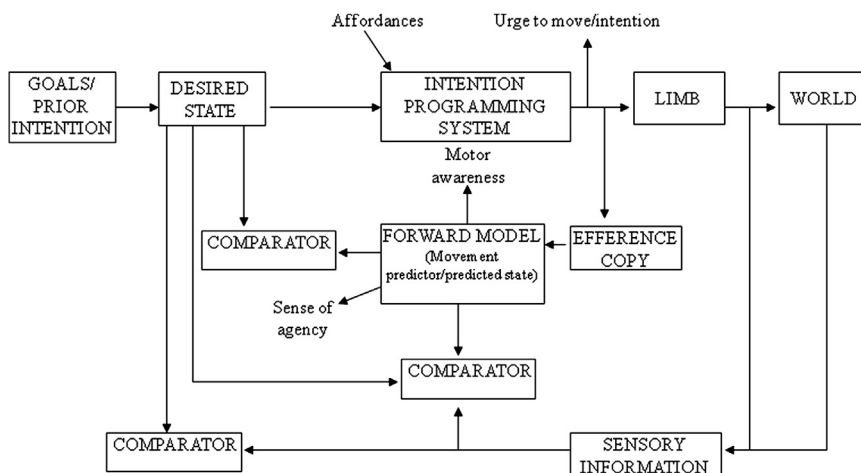 Affordances
Urge to move/intention
GOALS/
PRIOR
INTENTION
DESIRED
STATE
INTENTION
PROGRAMMING
SYSTEM
LIMB
WORLD
Motor
awareness
COMPARATOR
FORWARD MODEL
(Movement
predictor/predicted state)
EFFERENCE
COPY
Sense of
agency
COMPARATOR
COMPARATOR
SENSORY
INFORMATION